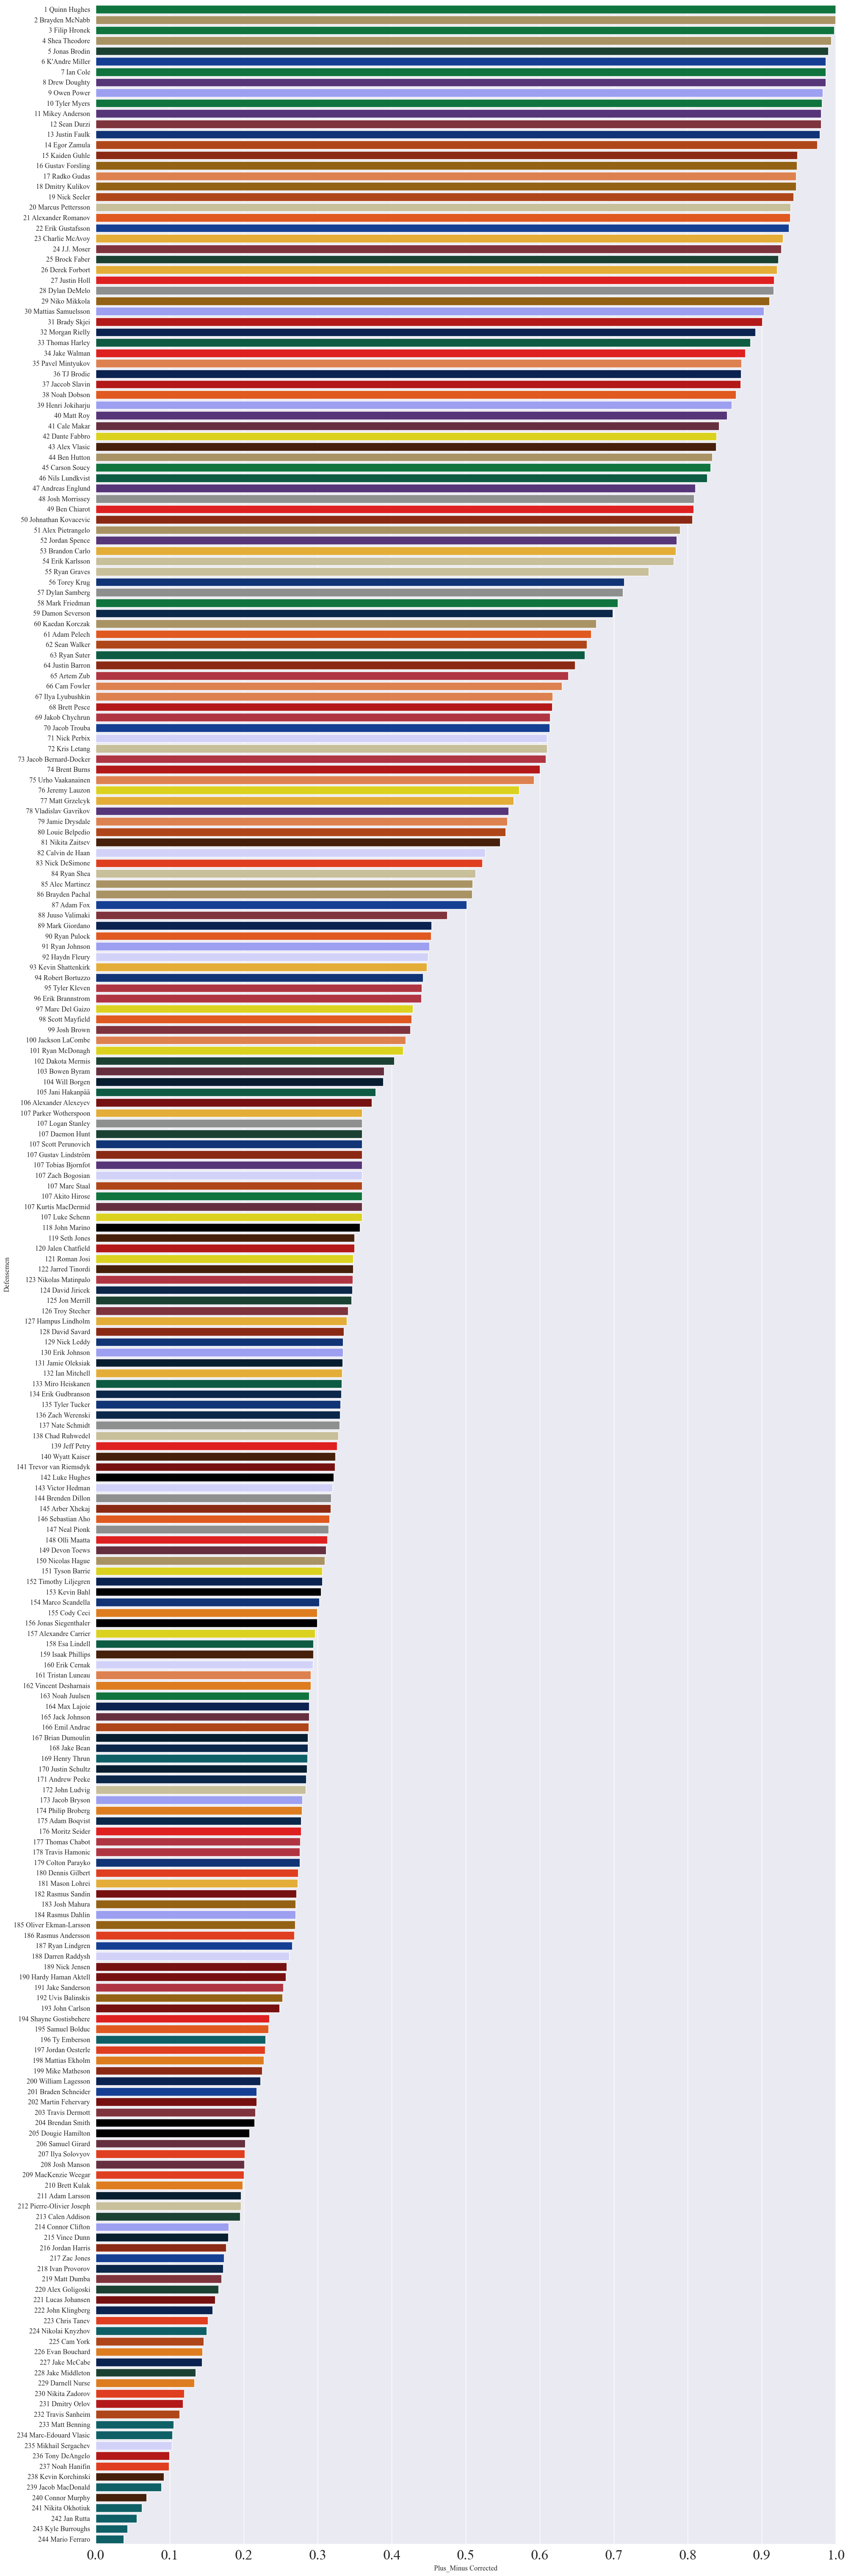 1 Quinn Hughes
2 Brayden McNabb
3 Filip Hronek
4 Shea Theodore
5 Jonas Brodin
6 K'Andre Miller
7 Ian Cole
8 Drew Doughty
9 Owen Power
10 Tyler Myers
11 Mikey Anderson
12 Sean Durzi
13 Justin Faulk
14 Egor Zamula
15 Kaiden Guhle
16 Gustav Forsling
17 Radko Gudas
18 Dmitry Kulikov
19 Nick Seeler
20 Marcus Pettersson
21 Alexander Romanov
22 Erik Gustafsson
23 Charlie McAvoy
24 J.J. Moser
25 Brock Faber
26 Derek Forbort
27 Justin Holl
28 Dylan DeMelo
29 Niko Mikkola
30 Mattias Samuelsson
31 Brady Skjei
32 Morgan Rielly
33 Thomas Harley
34 Jake Walman
35 Pavel Mintyukov
36 TJ Brodie
37 Jaccob Slavin
38 Noah Dobson
39 Henri Jokiharju
40 Matt Roy
41 Cale Makar
42 Dante Fabbro
43 Alex Vlasic
44 Ben Hutton
45 Carson Soucy
46 Nils Lundkvist
47 Andreas Englund
48 Josh Morrissey
49 Ben Chiarot
50 Johnathan Kovacevic
51 Alex Pietrangelo
52 Jordan Spence
53 Brandon Carlo
54 Erik Karlsson
55 Ryan Graves
56 Torey Krug
57 Dylan Samberg
58 Mark Friedman
59 Damon Severson
60 Kaedan Korczak
61 Adam Pelech
62 Sean Walker
63 Ryan Suter
64 Justin Barron
65 Artem Zub
66 Cam Fowler
67 Ilya Lyubushkin
68 Brett Pesce
69 Jakob Chychrun
70 Jacob Trouba
71 Nick Perbix
72 Kris Letang
73 Jacob Bernard-Docker
74 Brent Burns
75 Urho Vaakanainen
76 Jeremy Lauzon
77 Matt Grzelcyk
78 Vladislav Gavrikov
79 Jamie Drysdale
80 Louie Belpedio
81 Nikita Zaitsev
82 Calvin de Haan
83 Nick DeSimone
84 Ryan Shea
85 Alec Martinez
86 Brayden Pachal
87 Adam Fox
88 Juuso Valimaki
89 Mark Giordano
90 Ryan Pulock
91 Ryan Johnson
92 Haydn Fleury
93 Kevin Shattenkirk
94 Robert Bortuzzo
95 Tyler Kleven
96 Erik Brannstrom
97 Marc Del Gaizo
98 Scott Mayfield
99 Josh Brown
100 Jackson LaCombe
101 Ryan McDonagh
102 Dakota Mermis
103 Bowen Byram
104 Will Borgen
105 Jani Hakanpää
106 Alexander Alexeyev
107 Parker Wotherspoon
107 Logan Stanley
107 Daemon Hunt
107 Scott Perunovich
107 Gustav Lindström
107 Tobias Bjornfot
107 Zach Bogosian
107 Marc Staal
107 Akito Hirose
107 Kurtis MacDermid
107 Luke Schenn
118 John Marino
119 Seth Jones
120 Jalen Chatfield
121 Roman Josi
122 Jarred Tinordi
123 Nikolas Matinpalo
124 David Jiricek
125 Jon Merrill
126 Troy Stecher
127 Hampus Lindholm
128 David Savard
129 Nick Leddy
130 Erik Johnson
131 Jamie Oleksiak
132 Ian Mitchell
133 Miro Heiskanen
134 Erik Gudbranson
135 Tyler Tucker
136 Zach Werenski
137 Nate Schmidt
138 Chad Ruhwedel
139 Jeff Petry
140 Wyatt Kaiser
141 Trevor van Riemsdyk
142 Luke Hughes
143 Victor Hedman
144 Brenden Dillon
145 Arber Xhekaj
146 Sebastian Aho
147 Neal Pionk
148 Olli Maatta
149 Devon Toews
150 Nicolas Hague
151 Tyson Barrie
152 Timothy Liljegren
153 Kevin Bahl
154 Marco Scandella
155 Cody Ceci
156 Jonas Siegenthaler
157 Alexandre Carrier
158 Esa Lindell
159 Isaak Phillips
160 Erik Cernak
161 Tristan Luneau
162 Vincent Desharnais
163 Noah Juulsen
164 Max Lajoie
165 Jack Johnson
166 Emil Andrae
167 Brian Dumoulin
168 Jake Bean
169 Henry Thrun
170 Justin Schultz
171 Andrew Peeke
172 John Ludvig
173 Jacob Bryson
174 Philip Broberg
175 Adam Boqvist
176 Moritz Seider
177 Thomas Chabot
178 Travis Hamonic
179 Colton Parayko
180 Dennis Gilbert
181 Mason Lohrei
182 Rasmus Sandin
183 Josh Mahura
184 Rasmus Dahlin
185 Oliver Ekman-Larsson
186 Rasmus Andersson
187 Ryan Lindgren
188 Darren Raddysh
189 Nick Jensen
190 Hardy Haman Aktell
191 Jake Sanderson
192 Uvis Balinskis
193 John Carlson
194 Shayne Gostisbehere
195 Samuel Bolduc
196 Ty Emberson
197 Jordan Oesterle
198 Mattias Ekholm
199 Mike Matheson
200 William Lagesson
201 Braden Schneider
202 Martin Fehervary
203 Travis Dermott
204 Brendan Smith
205 Dougie Hamilton
206 Samuel Girard
207 Ilya Solovyov
208 Josh Manson
209 MacKenzie Weegar
210 Brett Kulak
211 Adam Larsson
212 Pierre-Olivier Joseph
213 Calen Addison
214 Connor Clifton
215 Vince Dunn
216 Jordan Harris
217 Zac Jones
218 Ivan Provorov
219 Matt Dumba
220 Alex Goligoski
221 Lucas Johansen
222 John Klingberg
223 Chris Tanev
224 Nikolai Knyzhov
225 Cam York
226 Evan Bouchard
227 Jake McCabe
228 Jake Middleton
229 Darnell Nurse
230 Nikita Zadorov
231 Dmitry Orlov
232 Travis Sanheim
233 Matt Benning
234 Marc-Edouard Vlasic
235 Mikhail Sergachev
236 Tony DeAngelo
237 Noah Hanifin
238 Kevin Korchinski
239 Jacob MacDonald
240 Connor Murphy
241 Nikita Okhotiuk
242 Jan Rutta
243 Kyle Burroughs
244 Mario Ferraro
Defensemen
0.0 0.1 0.2 0.3 0.4 0.5 0.6 0.7 0.8 0.9 1.0
Plus_Minus Corrected